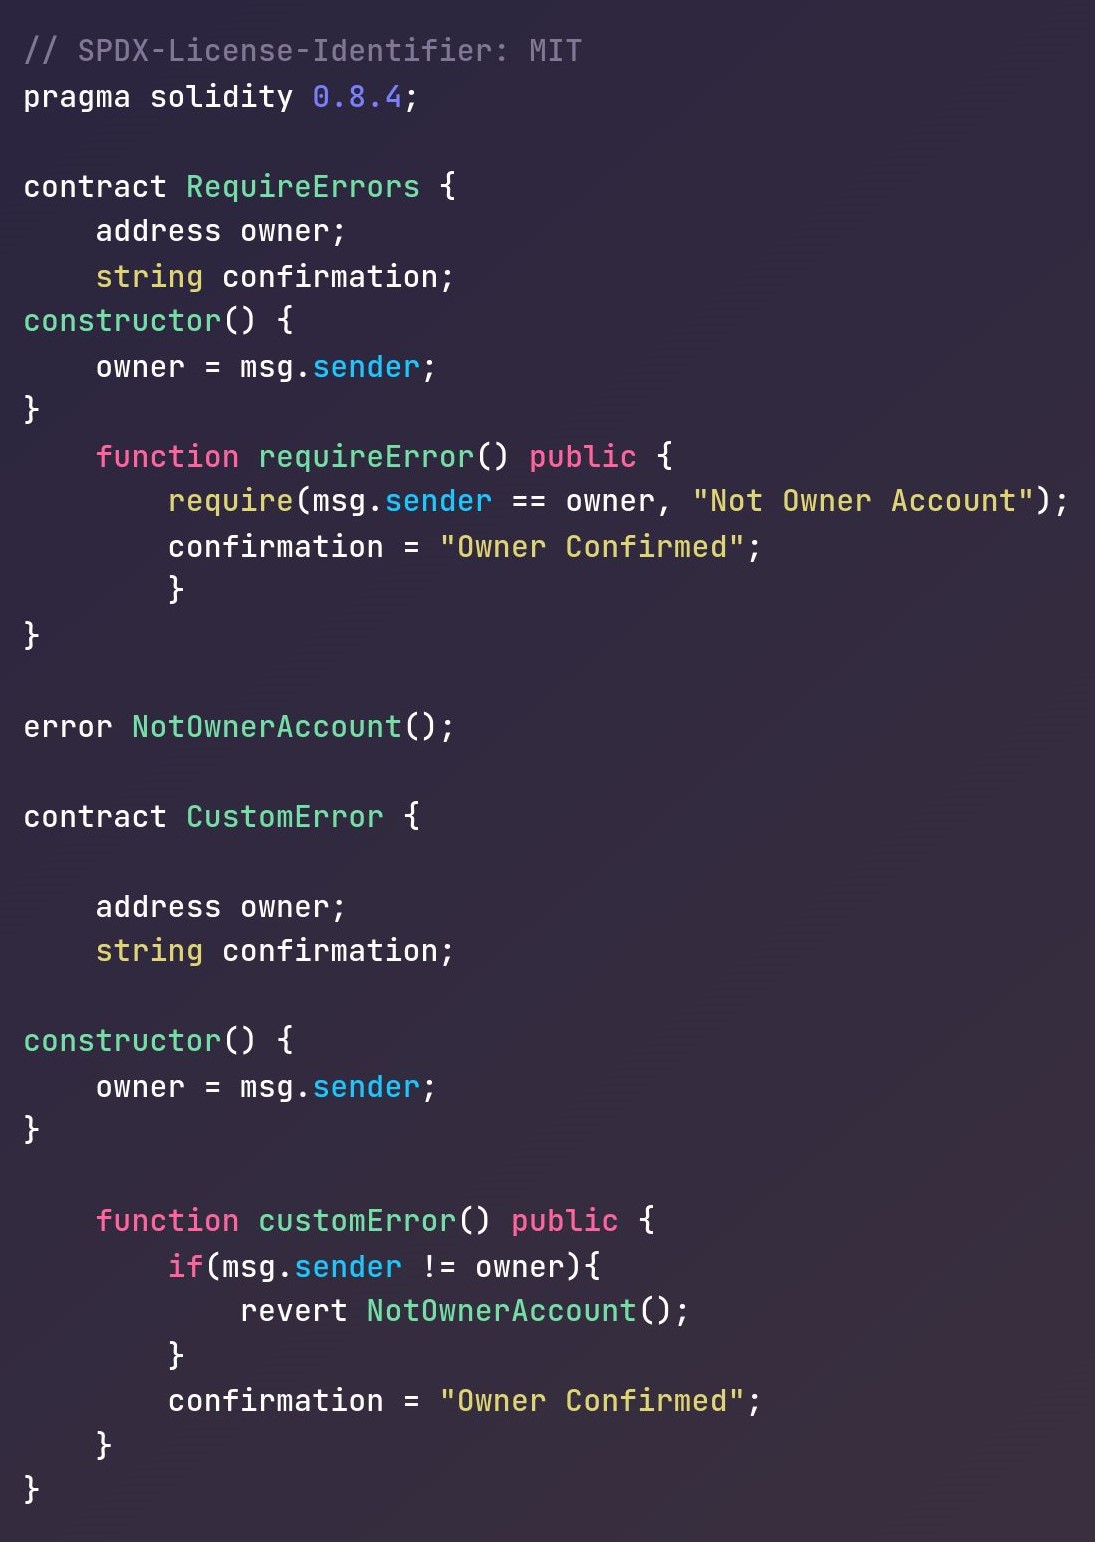 // SPDX-License-Identifier: MIT
pragma solidity 0.8.4;

contract RequireErrors {
    address owner;
    string confirmation;
constructor() {
    owner = msg.sender;
}
    function requireError() public {
        require(msg.sender == owner, "Not Owner Account");
        confirmation = "Owner Confirmed";
        }
}

error NotOwnerAccount();

contract CustomError {

    address owner;
    string confirmation;

constructor() {
    owner = msg.sender;
}

    function customError() public {
        if(msg.sender != owner){
            revert NotOwnerAccount();
        }
        confirmation = "Owner Confirmed";
    }
}